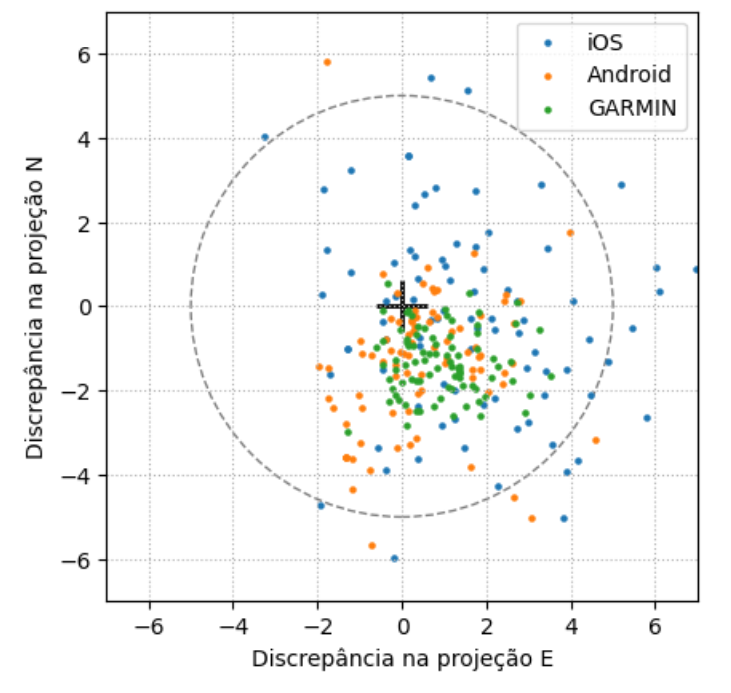 iOS
Android
GARMIN
6
4
2
0
−2
−4
−6
−6
−4
−2
0
2
4
6
Discrepância na projeção N
Discrepância na projeção E